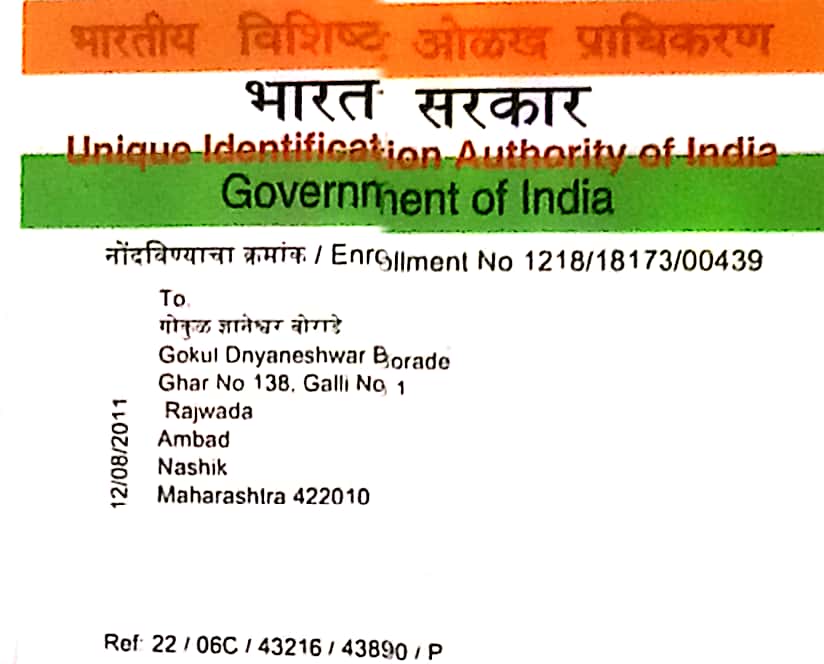 भारतीय विशिष्ट ओळख प्राधिकरण
भारत सरकार
Unique Identification Authority of India
Government of India
नोंदविण्याचा क्रमांक / Enrollment No 1218/18173/00439
To,
गोकुळ ज्ञानेश्वर बोराडे
Gokul Dnyaneshwar Borade
Ghar No 138, Galli No, 1
Rajwada
Ambad
Nashik
Maharashtra 422010
12/08/2011
Ref: 22 / 06C / 43216 / 43890 / P